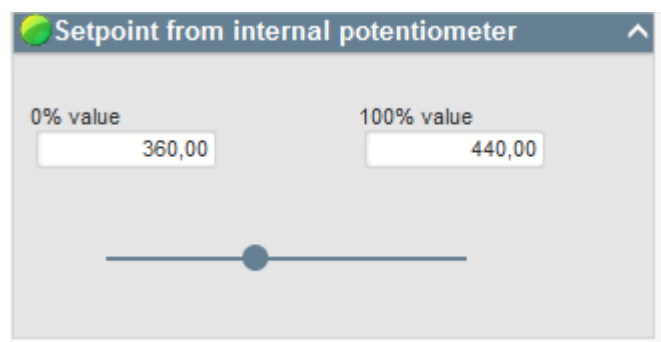 Setpoint from internal potentiometer
0% value 100% value
360,00 440,00